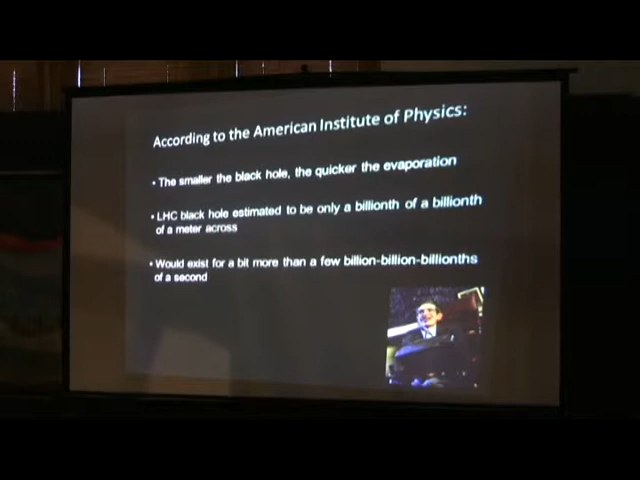 According to the American Institute of Physics:
• The smaller the black hole, the quicker the evaporation
• LHC black hole estimated to be only a billionth of a billionth
of a meter across
• Would exist for a bit more than a few billion-billion-billionths
of a second